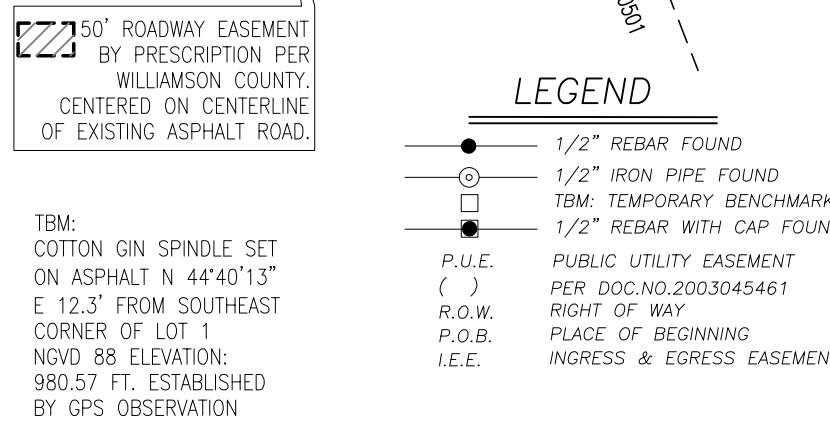 50' ROADWAY EASEMENT
BY PRESCRIPTION PER
WILLIAMSON COUNTY.
CENTERED ON CENTERLINE
OF EXISTING ASPHALT ROAD.
TBM:
COTTON GIN SPINDLE SET
ON ASPHALT N 44°40'13"
E 12.3' FROM SOUTHEAST
CORNER OF LOT 1
NGVD 88 ELEVATION:
980.57 FT. ESTABLISHED
BY GPS OBSERVATION
0501
LEGEND
1/2" REBAR FOUND
1/2" IRON PIPE FOUND
TBM: TEMPORARY BENCHMARK
1/2" REBAR WITH CAP FOUN
P.U.E. PUBLIC UTILITY EASEMENT
( ) PER DOC.NO.2003045461
R.O.W. RIGHT OF WAY
P.O.B. PLACE OF BEGINNING
I.E.E. INGRESS & EGRESS EASEMEN